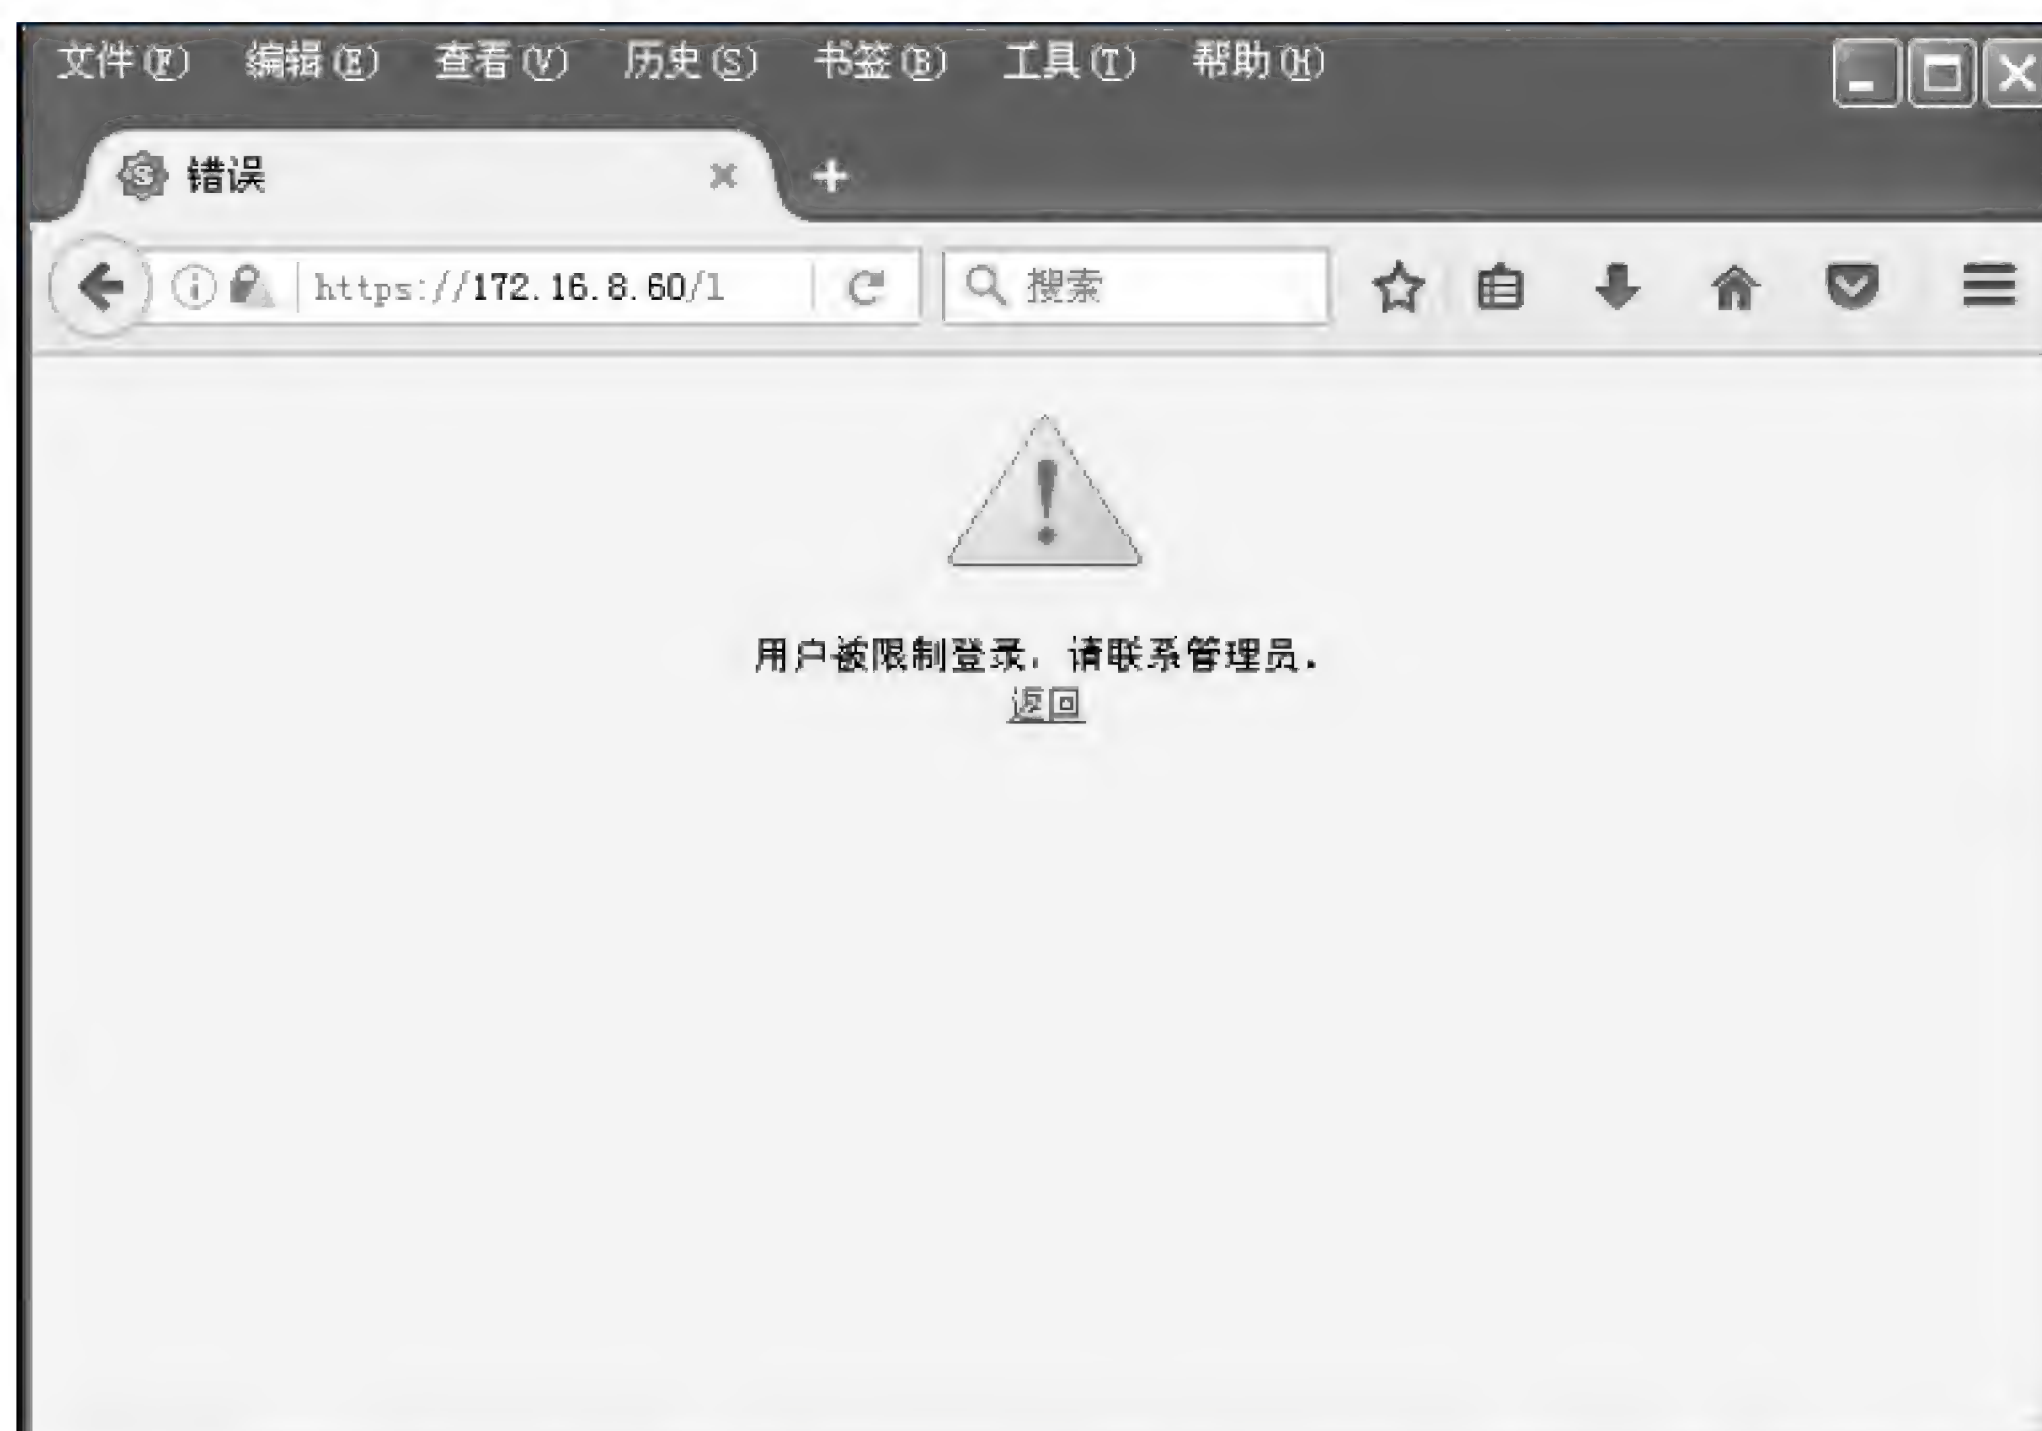 文件(F) 编辑(E) 查看(V) 历史(S) 书签(B) 工具(T) 帮助(H)
错误
https://172.16.8.60/1 搜索
用户被限制登录，请联系管理员.
返回